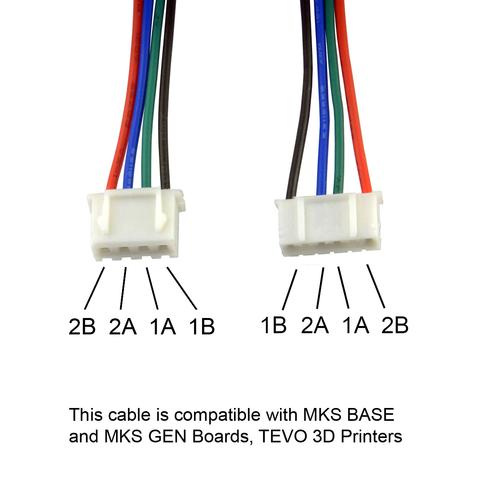 2B 2A 1A 1B
1B 2A 1A 2B
This cable is compatible with MKS BASE
and MKS GEN Boards, TEVO 3D Printers